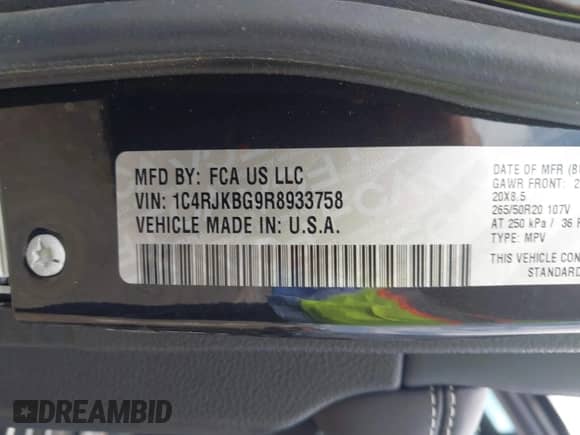 MFD BY: FCA US LLC
VIN: 1C4RJKBG9R8933758
VEHICLE MADE IN: U.S.A.
DATE OF MFR
GAWR FRONT:
20X8.5
265/50R20 107V
AT 250 kPa / 36
TYPE: MPV
THIS VEHICLE
STANDARD
DREAMBID